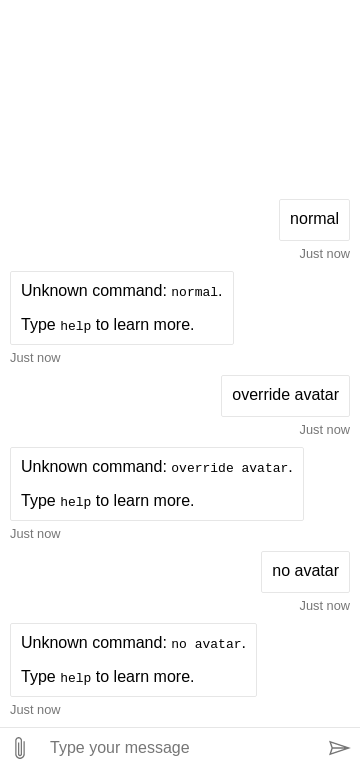 normal
Just now
Unknown command: normal.
Type help to learn more.
Just now
override avatar
Just now
Unknown command: override avatar.
Type help to learn more.
Just now
no avatar
Just now
Unknown command: no avatar.
Type help to learn more.
Just now
Type your message